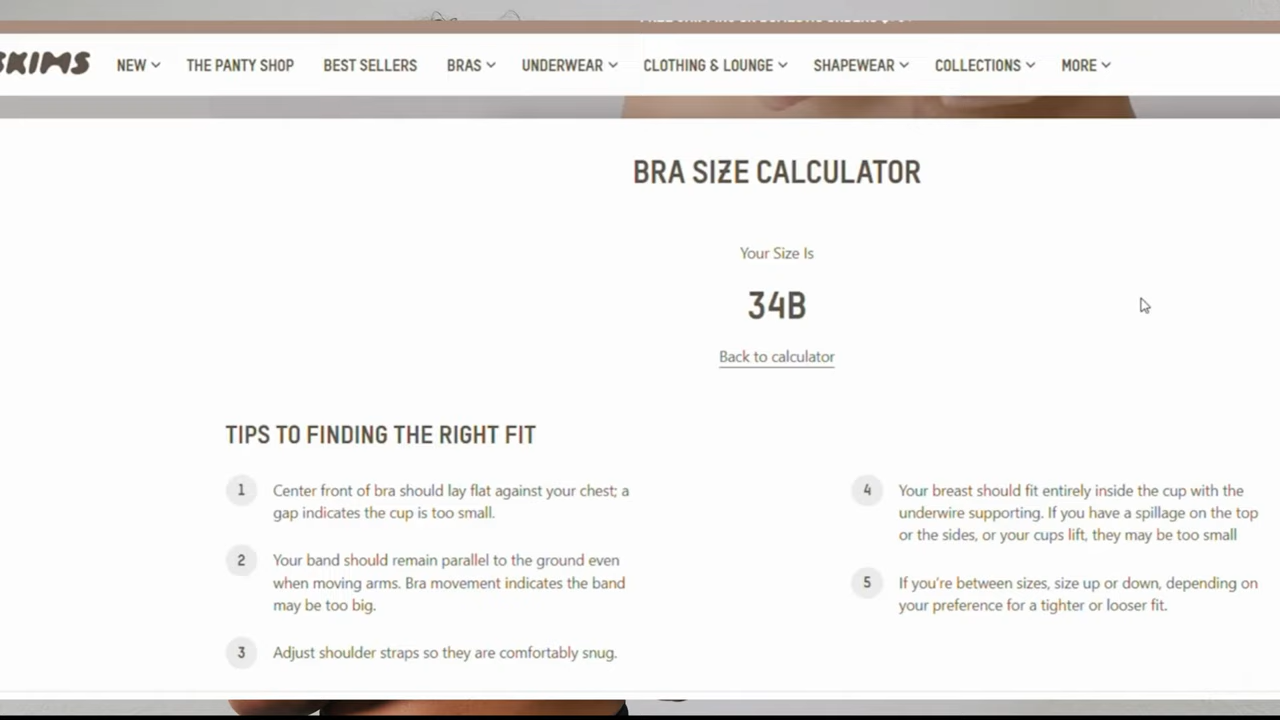 SKIMS
NEW
THE PANTY SHOP
BEST SELLERS
BRAS
UNDERWEAR
CLOTHING & LOUNGE
SHAPEWEAR
COLLECTIONS
MORE
BRA SIZE CALCULATOR
Your Size Is
34B
Back to calculator
TIPS TO FINDING THE RIGHT FIT
1
Center front of bra should lay flat against your chest; a
gap indicates the cup is too small.
2
Your band should remain parallel to the ground even
when moving arms. Bra movement indicates the band
may be too big.
3
Adjust shoulder straps so they are comfortably snug.
4
Your breast should fit entirely inside the cup with the
underwire supporting. If you have a spillage on the top
or the sides, or your cups lift, they may be too small
5
If you're between sizes, size up or down, depending on
your preference for a tighter or looser fit.